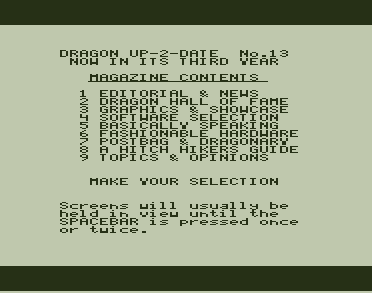 DRAGON UP-2-DATE No.13
NOW IN ITS THIRD YEAR
MAGAZINE CONTENTS
1 EDITORIAL & NEWS
2 DRAGON HALL OF FAME
3 GRAPHICS & SHOWCASE
4 SOFTWARE SELECTION
5 BASICALLY SPEAKING
6 FASHIONABLE HARDWARE
7 POSTBAG & DRAGONARY
8 A HITCH HIKERS GUIDE
9 TOPICS & OPINIONS
MAKE YOUR SELECTION
Screens will usually be
held in view until the
SPACEBAR is pressed once
or twice.